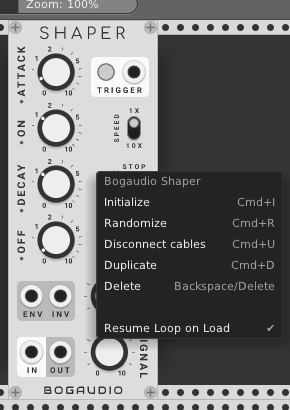 Zoom: 100%
SHAPER
ATTACK
2
1
5
0
10
TRIGGER
ON
2
1
5
0
10
SPEED
1X
10X
DECAY
2
1
5
0
10
STOP
OFF
2
1
5
0
10
Bogaudio Shaper
Initialize Cmd+I
Randomize Cmd+R
Disconnect cables Cmd+U
Duplicate Cmd+D
Delete Backspace/Delete
Resume Loop on Load ✔
ENV INV
IN OUT
0 10
BOGAUDIO